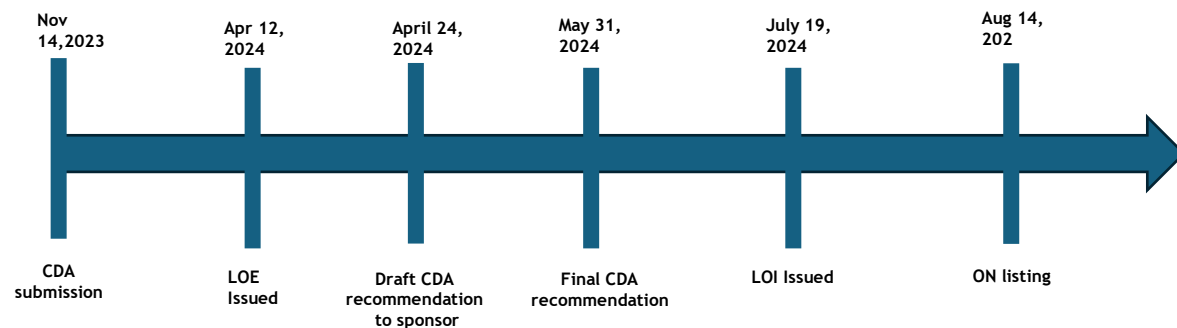 Nov
14,2023
Apr 12,
2024
April 24,
2024
May 31,
2024
July 19,
2024
Aug 14,
202
CDA
submission
LOE
Issued
Draft CDA
recommendation
to sponsor
Final CDA
recommendation
LOI Issued
ON listing